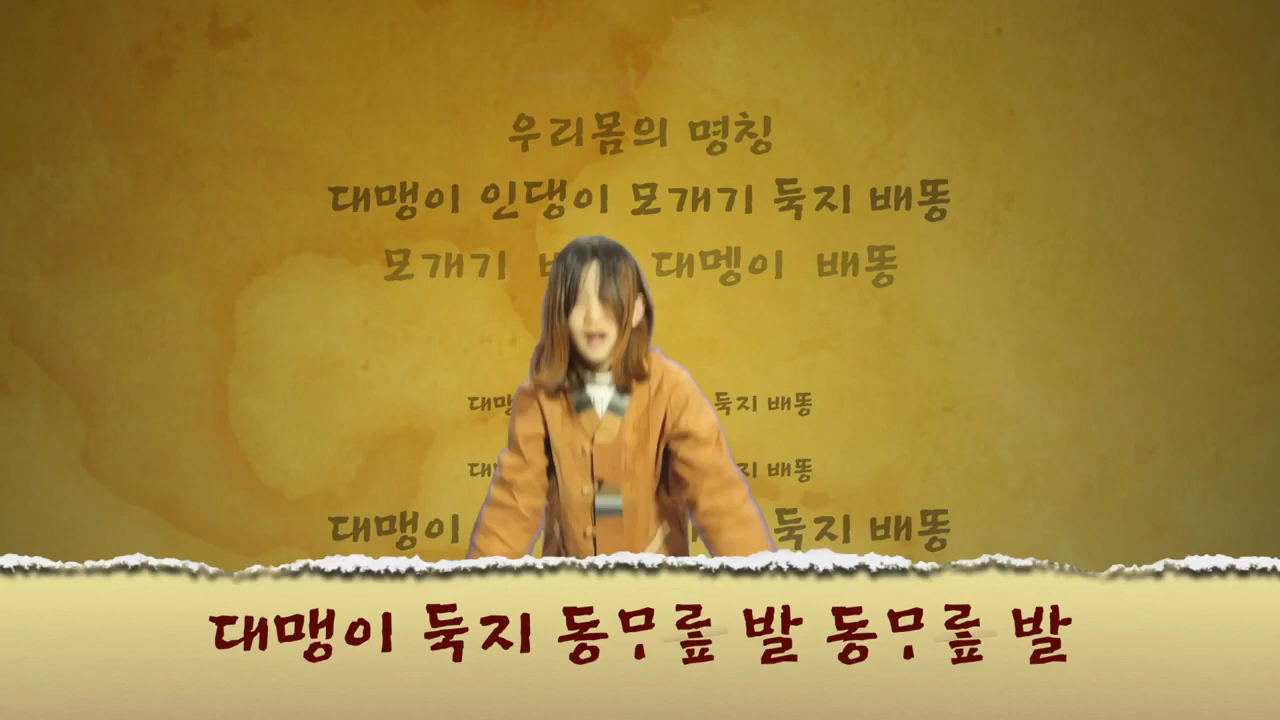 우리몸의 명칭
대맹이 인댕이 모개기 둑지 배똥
모개기 대멩이 배똥
둑지 배똥
배똥
대맹이 둑지 배똥
대맹이 둑지 동무릎 발 동무릎 발